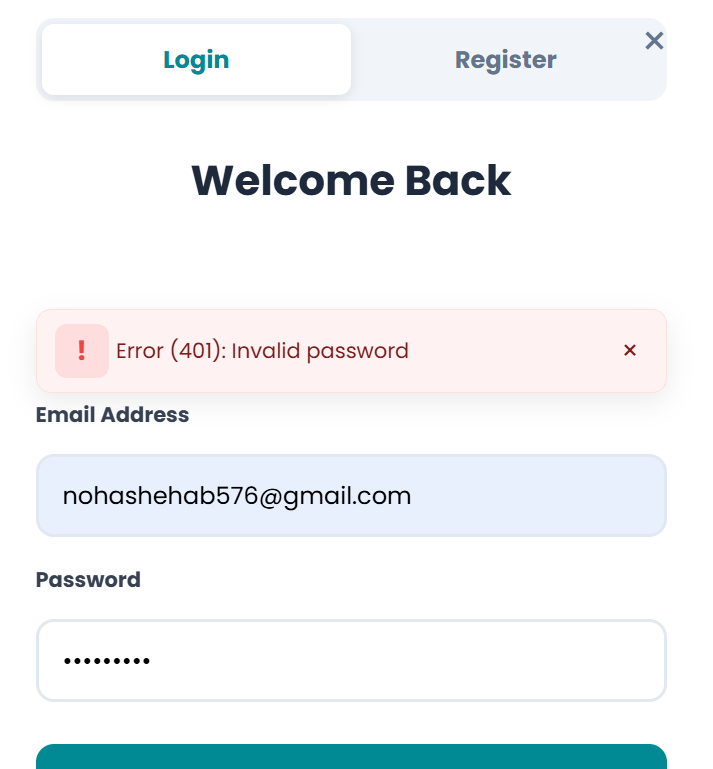 Login
Register
×
Welcome Back
!
Error (401): Invalid password
×
Email Address
nohashehab576@gmail.com
Password
•••••••••